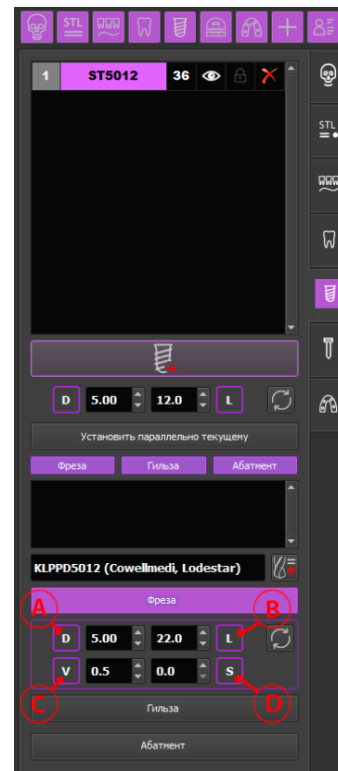 STL
1 ST5012 36
STL
D 5.00 12.0 L
Установить параллельно текущему
Фреза Гильза Абатмент
KLPPD5012 (Cowellmedi, Lodestar)
Фреза
A B
D 5.00 22.0 L
V 0.5 0.0 S
C D
Гильза
Абатмент